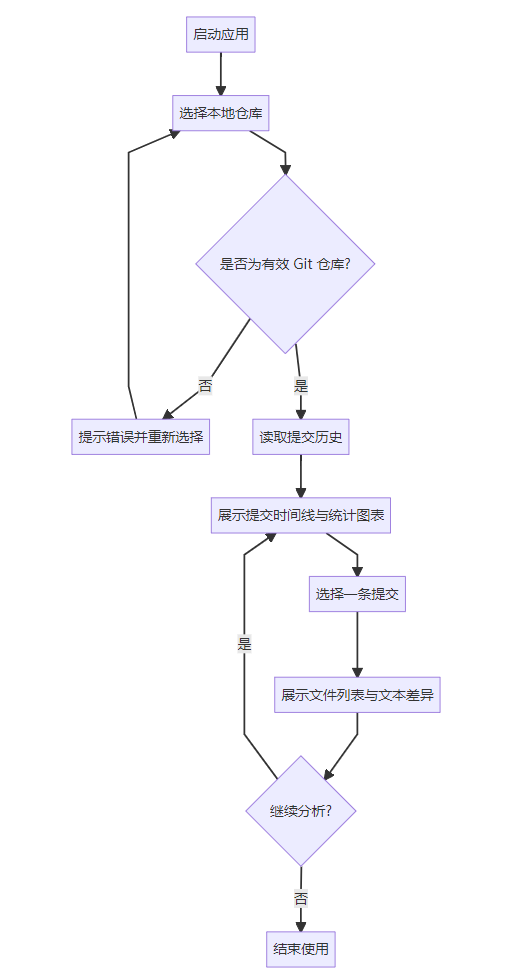 启动应用
选择本地仓库
是否为有效 Git 仓库?
否
是
提示错误并重新选择
读取提交历史
展示提交时间线与统计图表
选择一条提交
是
展示文件列表与文本差异
继续分析?
否
结束使用